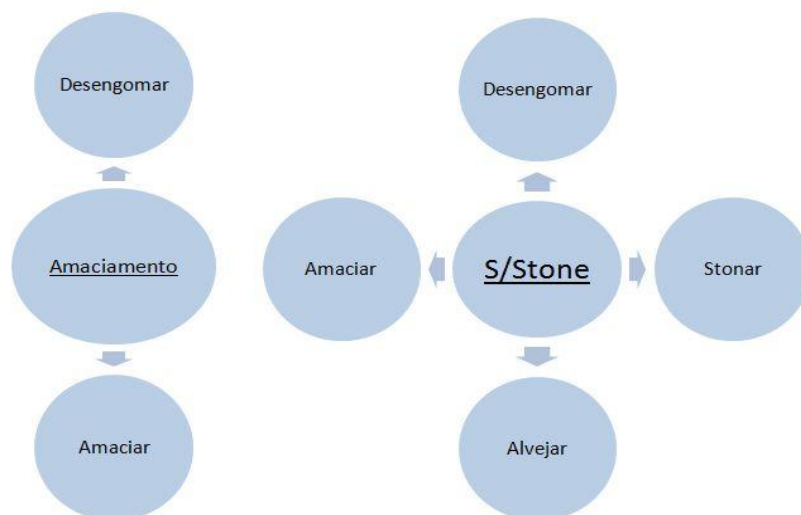 Desengomar
Amaciamento
Amaciar
Desengomar
Amaciar
S/Stone
Stonar
Alvejar